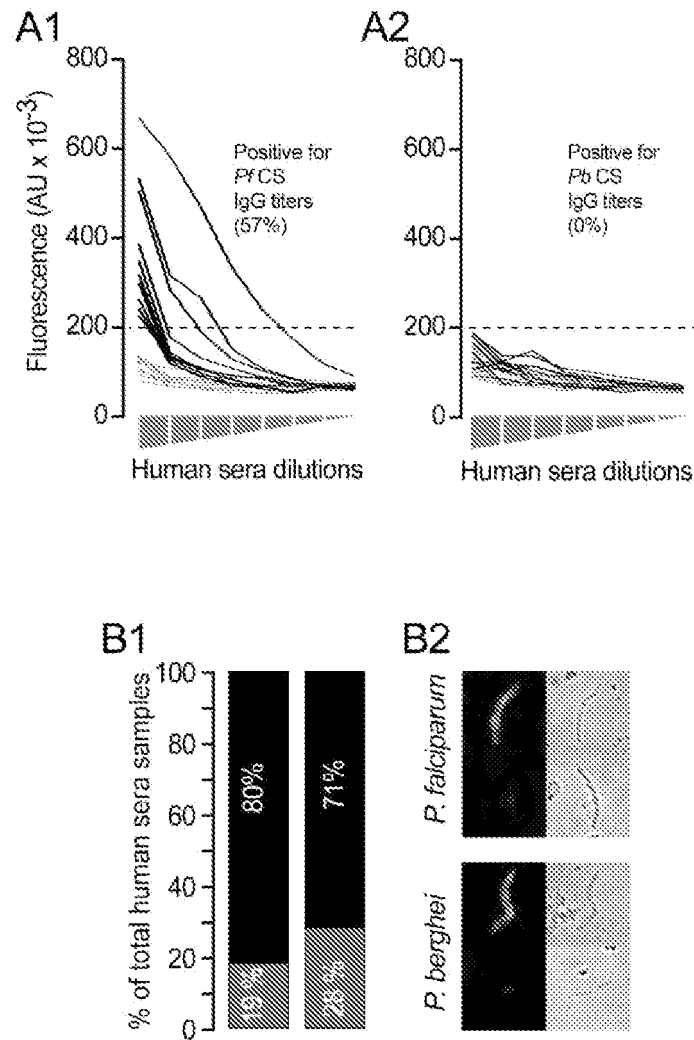 A1
A2
Fluorescence (AU x 10⁻³)
800
600
400
200
0
Positive for
Pf CS
IgG titers
(57%)
Human sera dilutions
800
600
400
200
0
Positive for
Pb CS
IgG titers
(0%)
Human sera dilutions
B1
B2
% of total human sera samples
100
80
60
40
20
0
80%
19 %
71%
28 %
P. falciparum
P. berghei